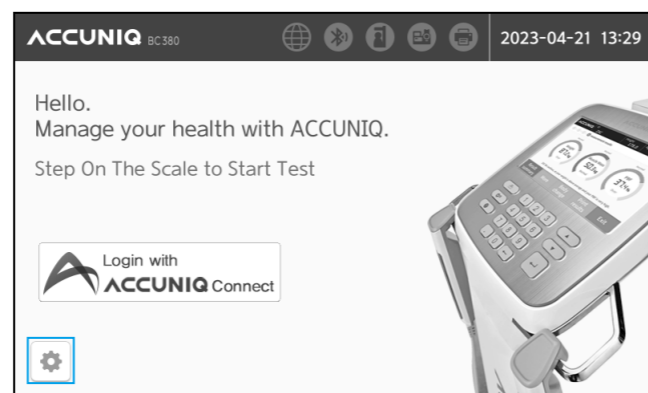 ACCUNIQ BC380
2023-04-21 13:29
Hello.
Manage your health with ACCUNIQ.
Step On The Scale to Start Test
Login with
ACCUNIQ Connect